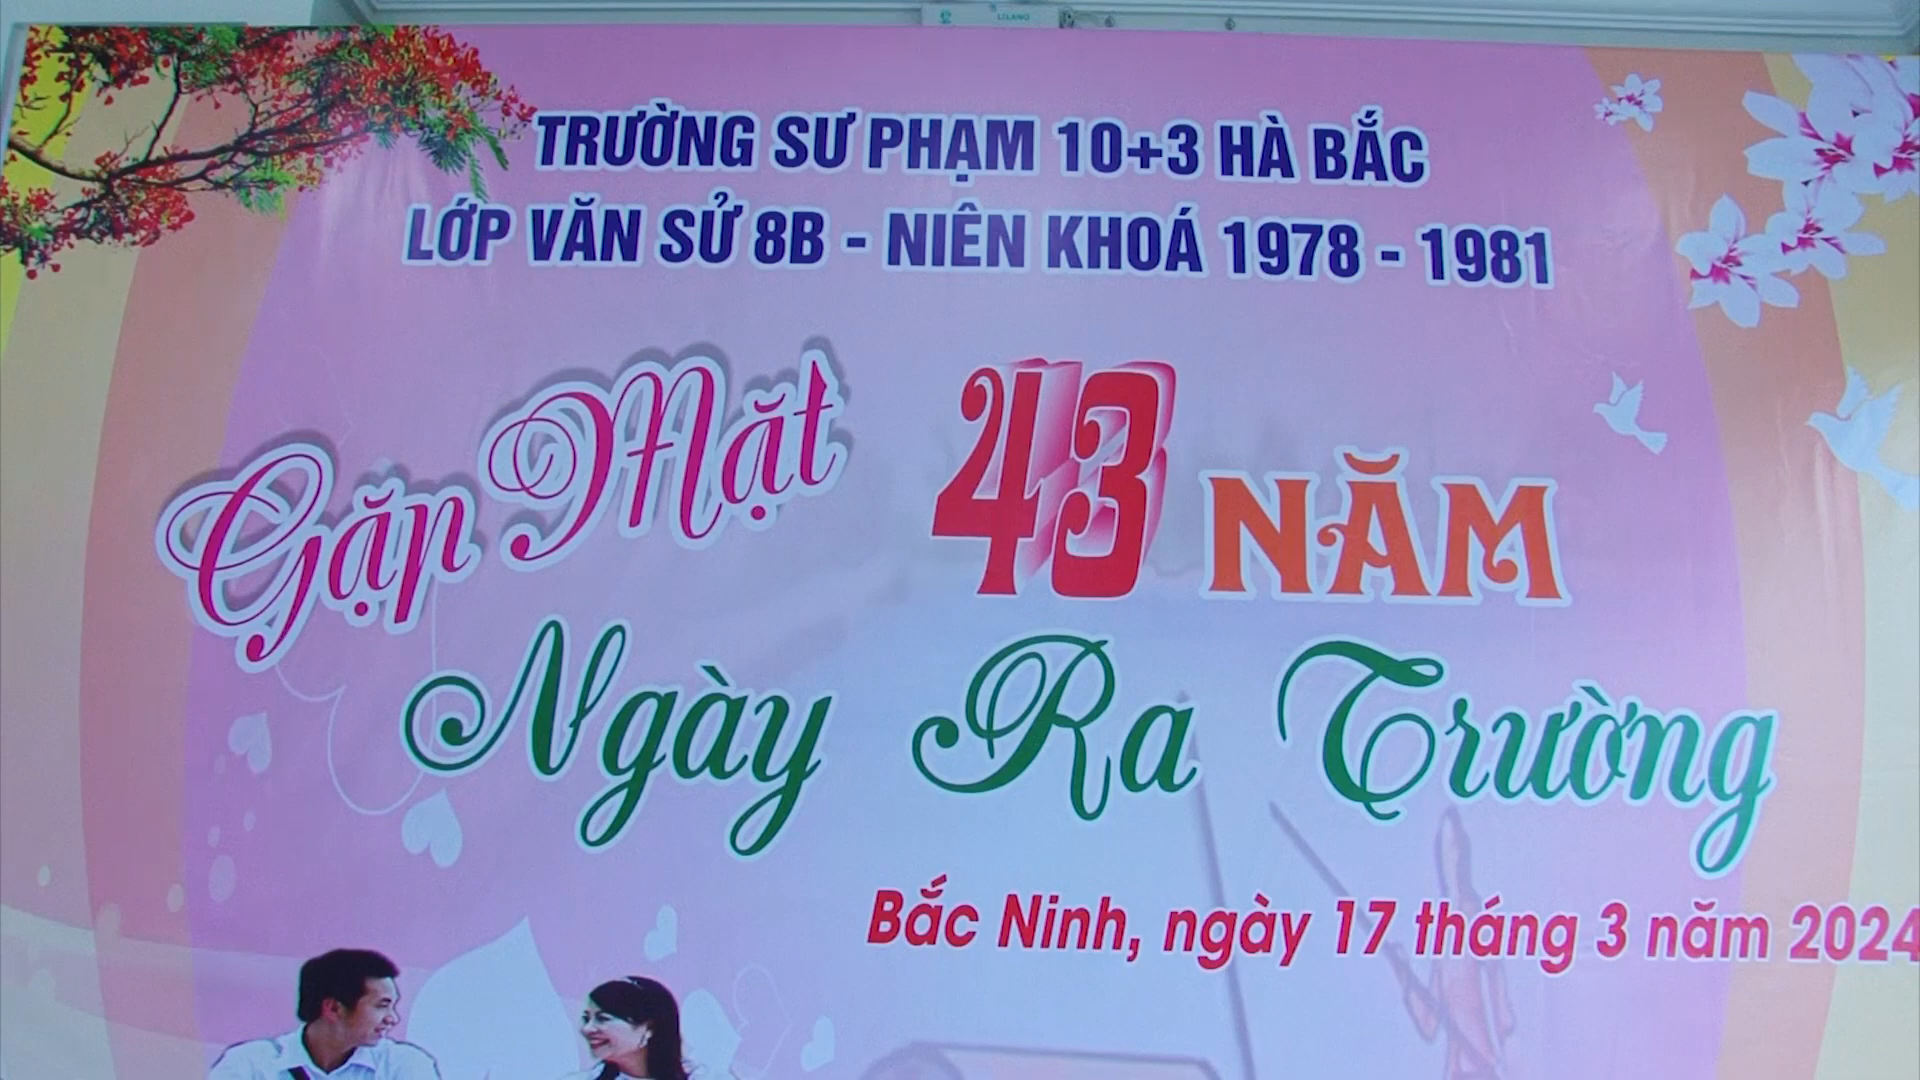 LILANG
TRƯỜNG SƯ PHẠM 10+3 HÀ BẮC
LỚP VĂN SỬ 8B - NIÊN KHOÁ 1978 - 1981
Gặp Mặt 43 NĂM
Ngày Ra Trường
Bắc Ninh, ngày 17 tháng 3 năm 2024